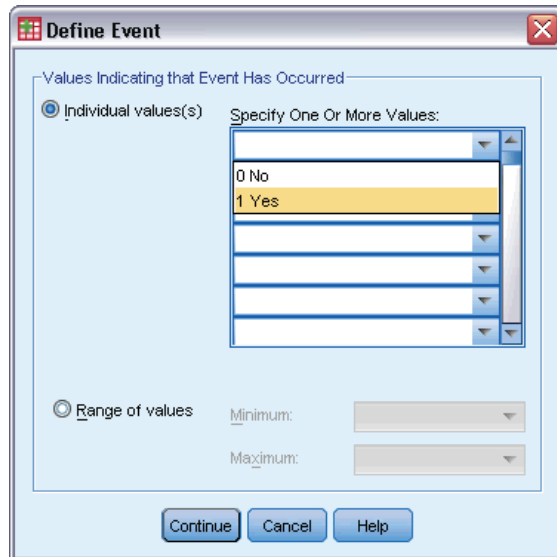 Define Event
Values Indicating that Event Has Occurred
Individual values(s)
Specify One Or More Values:
0 No
1 Yes
Range of values
Minimum:
Maximum:
Continue
Cancel
Help